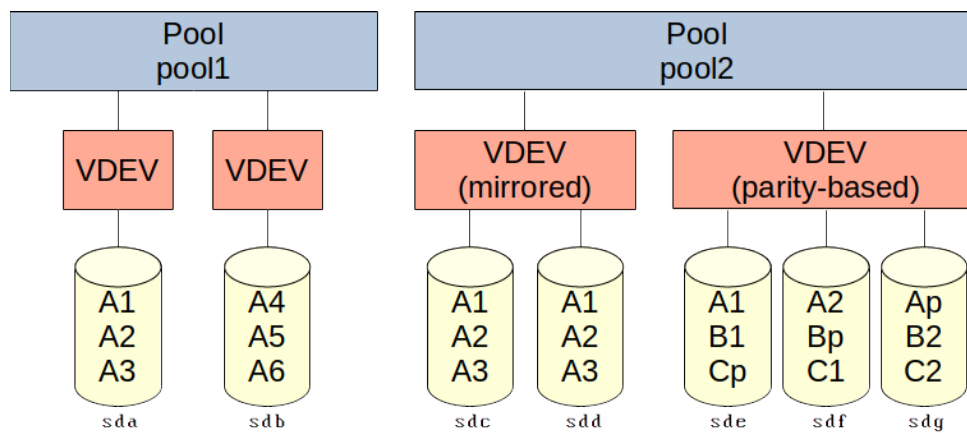 Pool
pool1
Pool
pool2
VDEV
VDEV
VDEV
(mirrored)
VDEV
(parity-based)
A1
A2
A3
A4
A5
A6
A1
A2
A3
A1
A2
A3
A1
B1
Cp
A2
Bp
C1
Ap
B2
C2
sda
sdb
sdc
sdd
sde
sdf
sdg